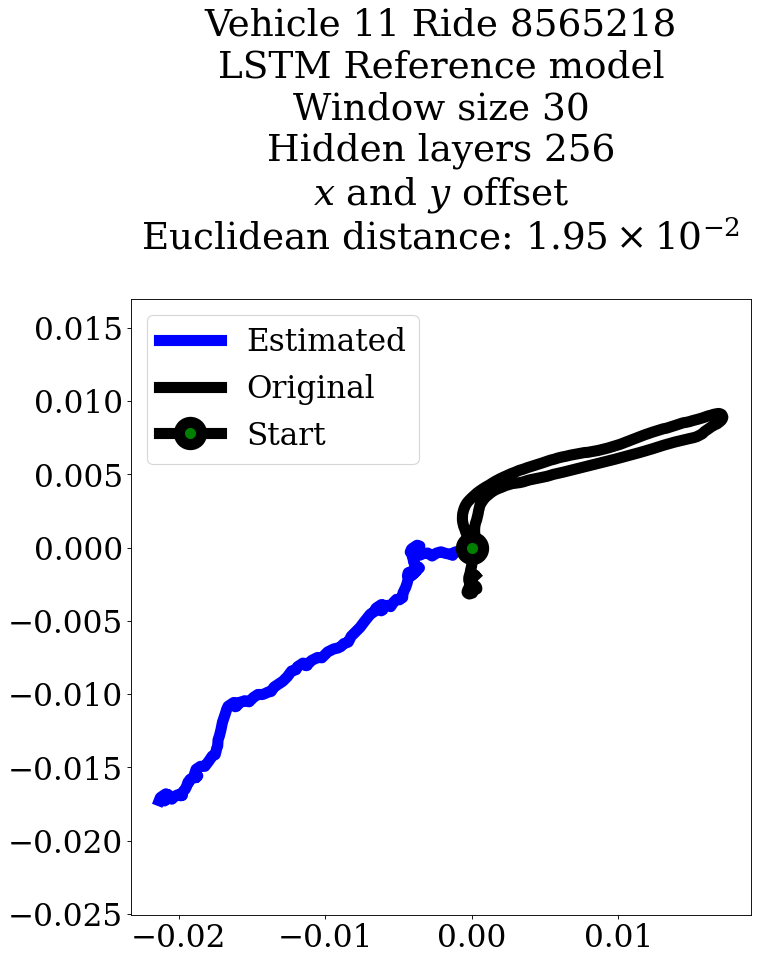 Vehicle 11 Ride 8565218
LSTM Reference model
Window size 30
Hidden layers 256
x and y offset
Euclidean distance: 1.95 × 10⁻²
Estimated
Original
Start
0.015
0.010
0.005
0.000
−0.005
−0.010
−0.015
−0.020
−0.025
−0.02 −0.01 0.00 0.01